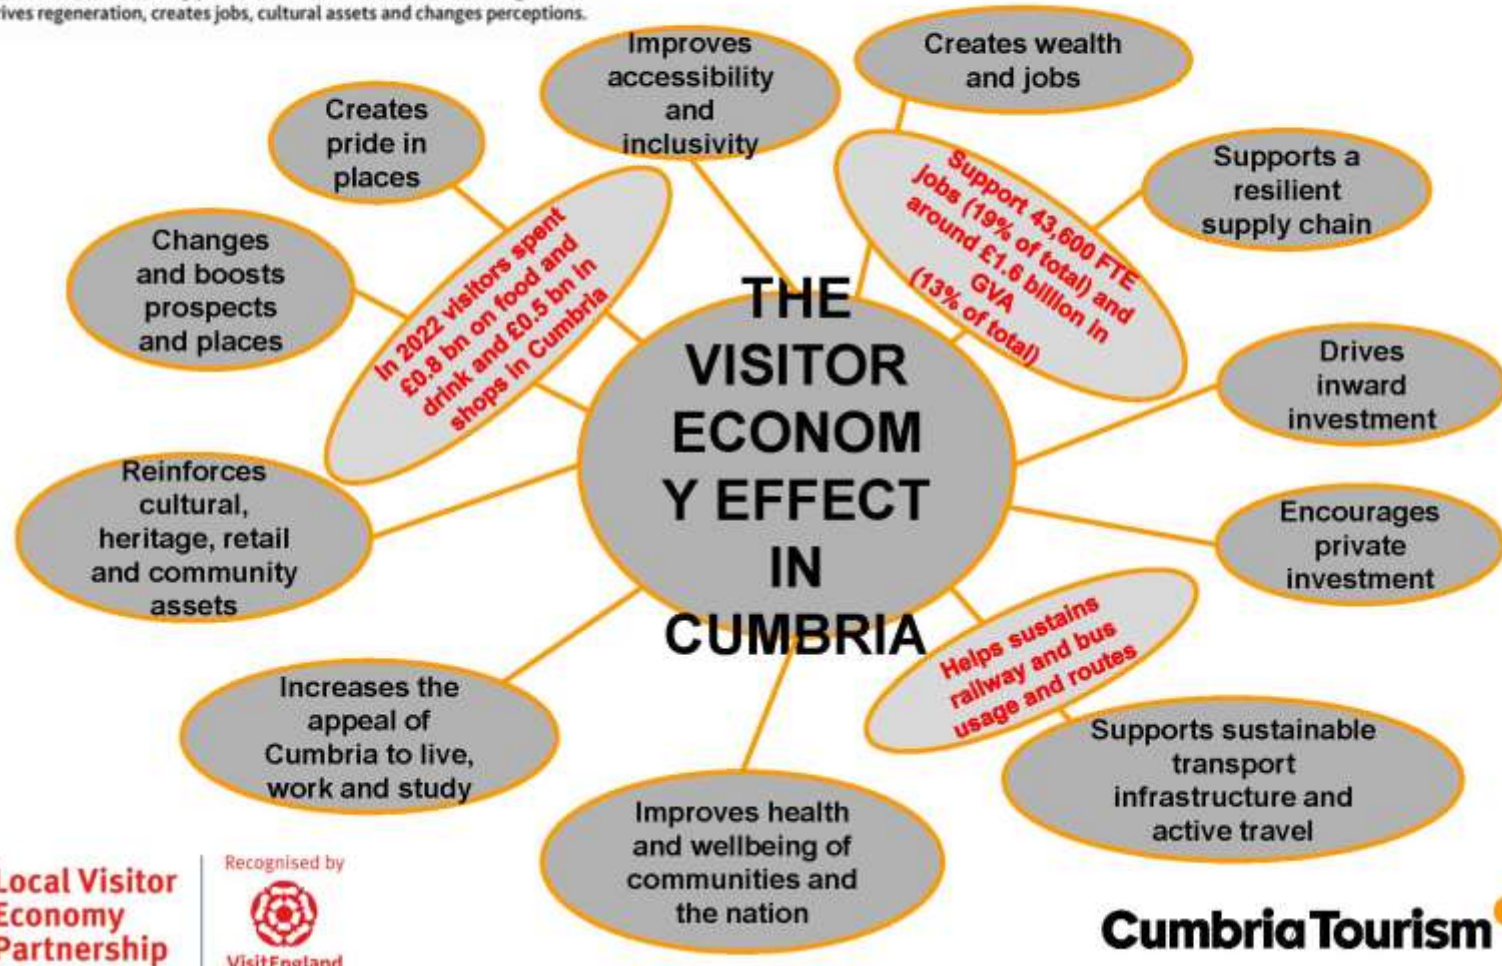 rives regeneration, creates jobs, cultural assets and changes perceptions.
Improves
accessibility
and
inclusivity
Creates wealth
and jobs
Creates
pride in
places
Supports a
resilient
supply chain
Support 43,600 FTE
jobs (19% of total) and
around £1.6 billion in
GVA
(13% of total)
Changes
and boosts
prospects
and places
In 2022 visitors spent
£0.8 bn on food and
drink and £0.5 bn in
shops in Cumbria
THE
VISITOR
ECONOM
Y EFFECT
IN
CUMBRIA
Drives
inward
investment
Reinforces
cultural,
heritage, retail
and community
assets
Encourages
private
investment
Helps sustains
railway and bus
usage and routes
Increases the
appeal of
Cumbria to live,
work and study
Supports sustainable
transport
infrastructure and
active travel
Improves health
and wellbeing of
communities and
the nation
Local Visitor
Economy
Partnership
Recognised by
VisitEngland
Cumbria Tourism